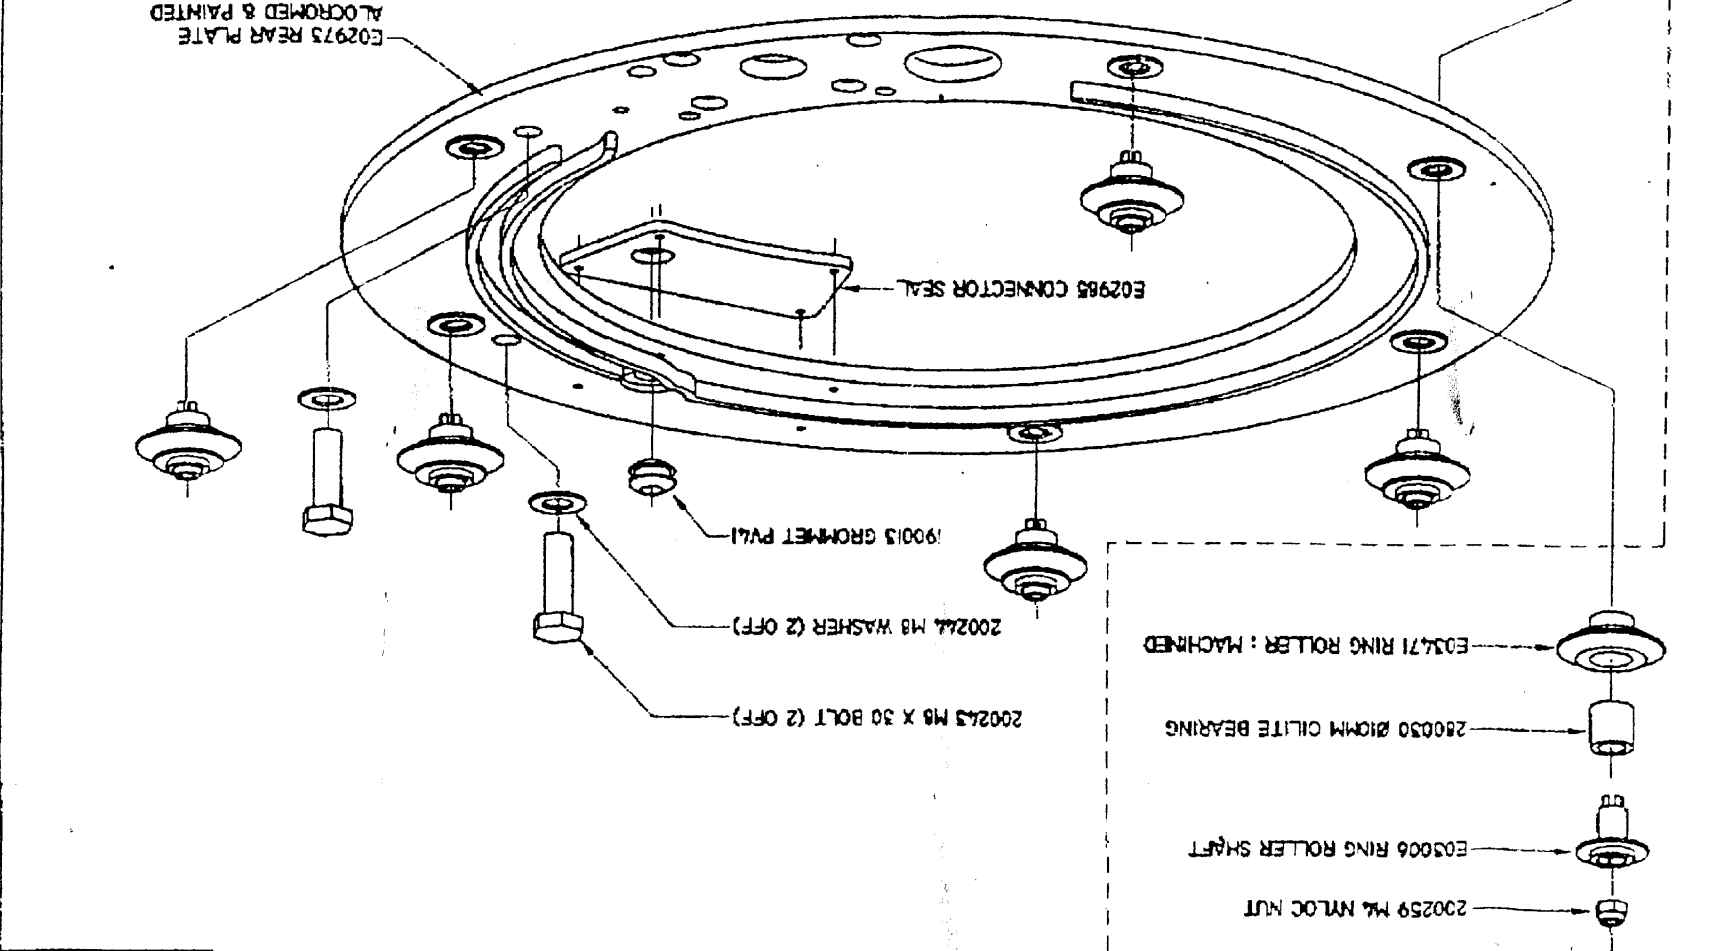 200259 M4 NYLOC NUT
E03006 RING ROLLER SHAFT
280030 Ø10MM OILITE BEARING
200243 M8 X 30 BOLT (2 OFF)
E03471 RING ROLLER : MACHINED
200244 M8 WASHER (2 OFF)
190013 GROMMET PV41
E02985 CONNECTOR SEAL
E02973 REAR PLATE
ALOCROMED & PAINTED